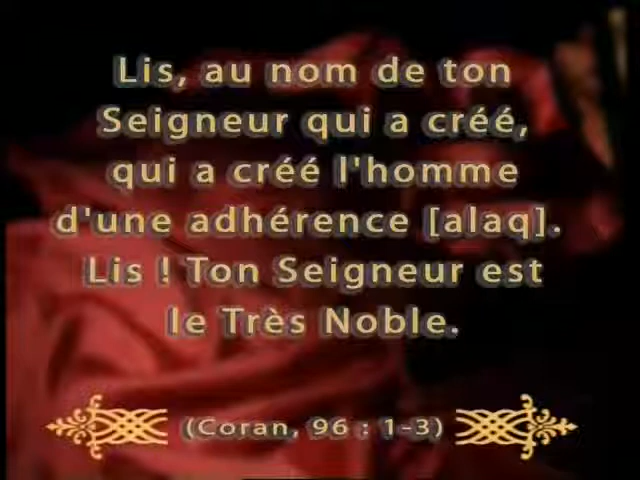 Lis, au nom de ton
Seigneur qui a créé,
qui a créé l'homme
d'une adhérence [alaq].
Lis ! Ton Seigneur est
le Très Noble.
(Coran, 96 : 1-3)